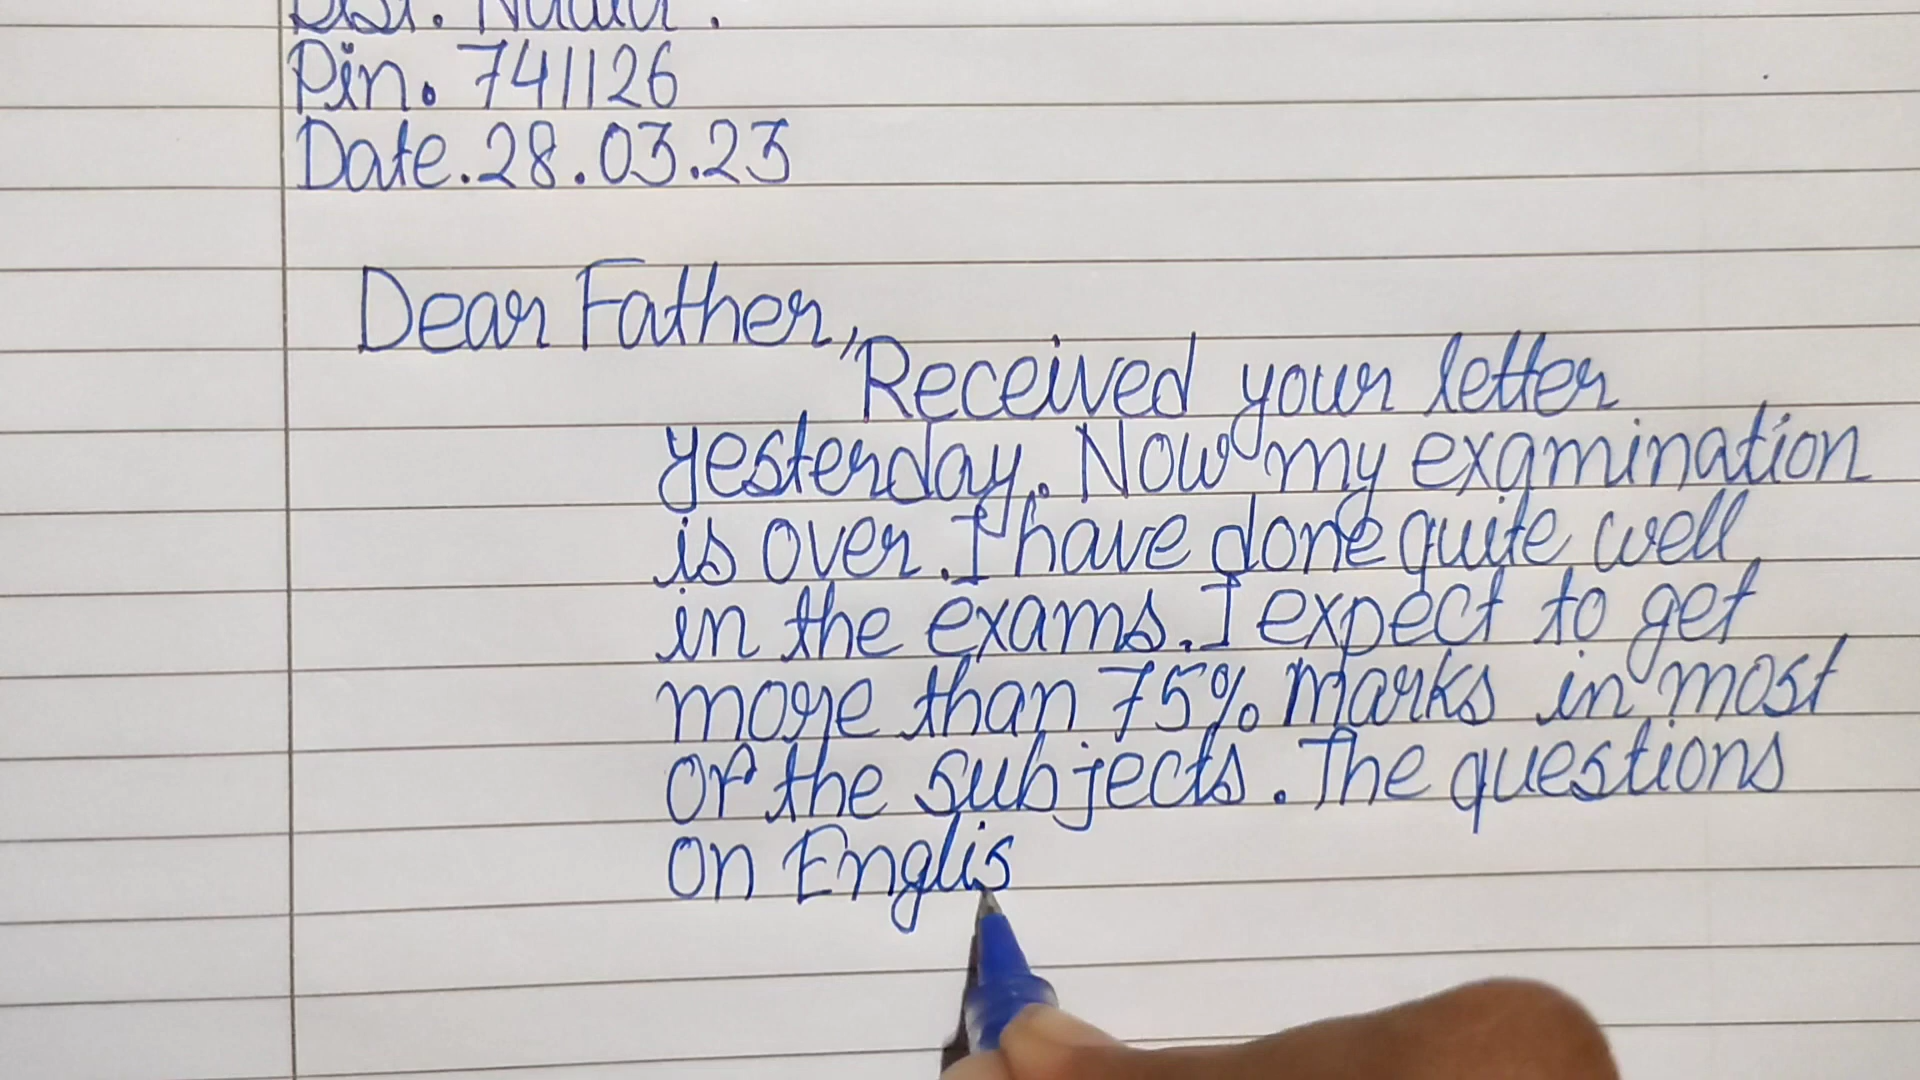 Dist. Nadia.
Pin. 741126
Date. 28.03.23
Dear Father,
Received your letter
yesterday. Now my examination
is over. I have done quite well
in the exams. I expect to get
more than 75% marks in most
of the subjects. The questions
on Englis